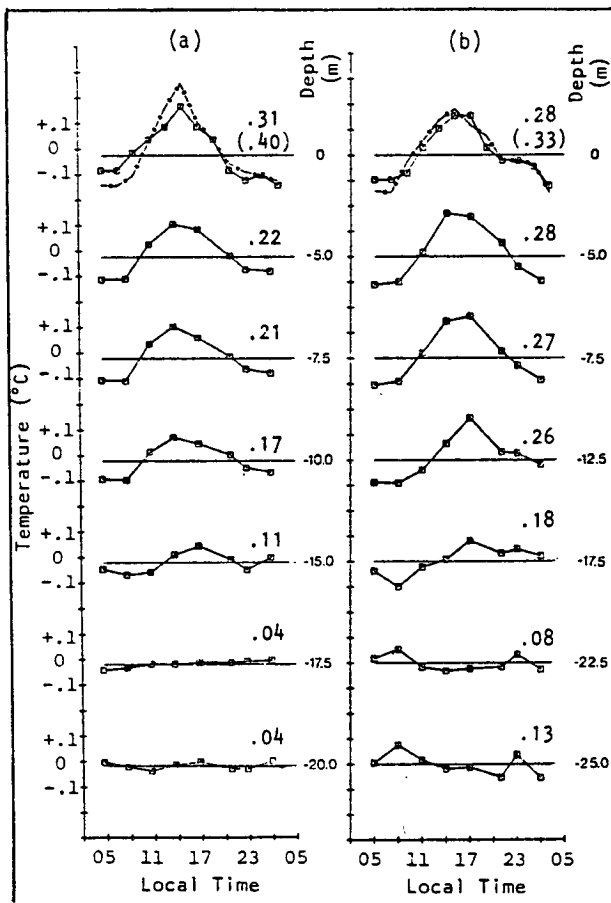 (a) (b)
Depth (m) Depth (m)
Temperature (°C)
+.1 .31 .28
0 (.40) 0 (.33) 0
-.1
+.1 .22 .28
0 -5.0 -5.0
-.1
+.1 .21 .27
0 -7.5 -7.5
-.1
+.1 .17 .26
0 -10.0 -12.5
-.1
+.1 .11 .18
0 -15.0 -17.5
-.1
+.1 .04 .08
0 -17.5 -22.5
-.1
+.1 .04 .13
0 -20.0 -25.0
-.1
05 11 17 23 05 05 11 17 23 05
Local Time Local Time